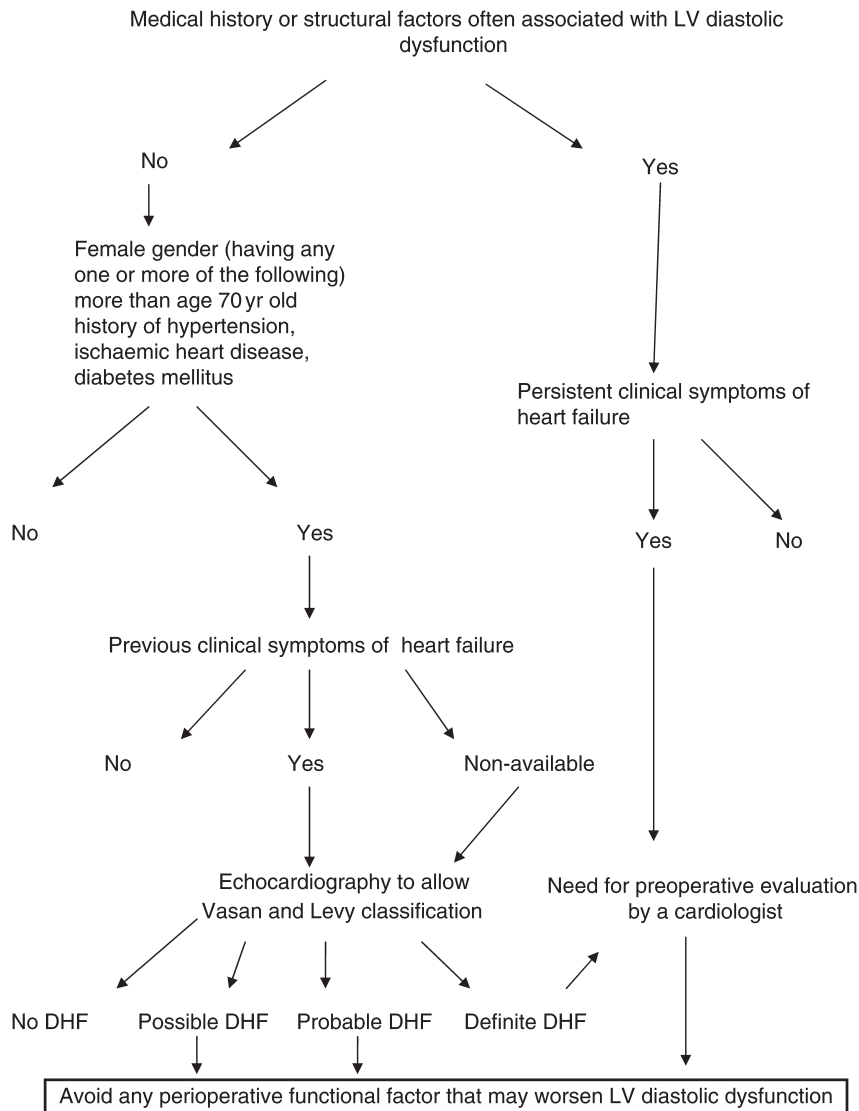 Medical history or structural factors often associated with LV diastolic
dysfunction
No
Yes
Female gender (having any
one or more of the following)
more than age 70 yr old
history of hypertension,
ischaemic heart disease,
diabetes mellitus
Persistent clinical symptoms of
heart failure
No
Yes
Yes
No
Previous clinical symptoms of heart failure
No
Yes
Non-available
Echocardiography to allow
Vasan and Levy classification
Need for preoperative evaluation
by a cardiologist
No DHF
Possible DHF
Probable DHF
Definite DHF
Avoid any perioperative functional factor that may worsen LV diastolic dysfunction